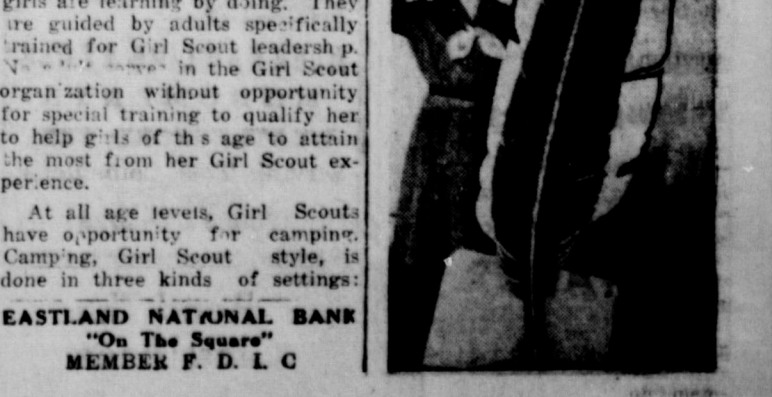 girls are learning by doing. They
are guided by adults specifically
trained for Girl Scout leadership.
in the Girl Scout
organization without opportunity
for special training to qualify her
to help girls of this age to attain
the most from her Girl Scout ex-
perience.
At all age levels, Girl Scouts
have opportunity for camping.
Camping, Girl Scout style, is
done in three kinds of settings:
EASTLAND NATIONAL BANK
"On The Square"
MEMBER F. D. I. C